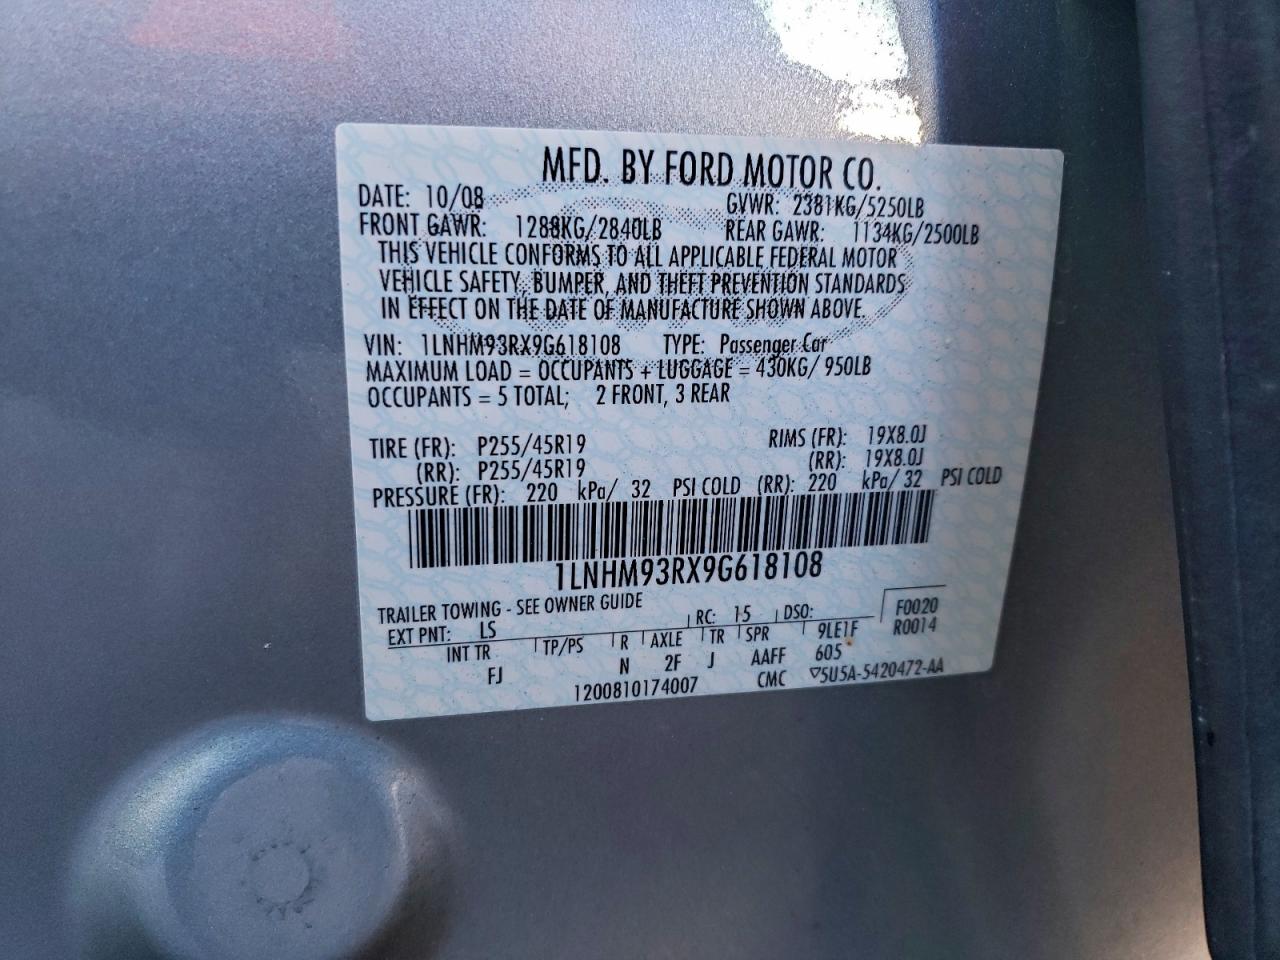 MFD. BY FORD MOTOR CO.
DATE: 10/08 GVWR: 2381KG/5250LB
FRONT GAWR: 1288KG/2840LB REAR GAWR: 1134KG/2500LB
THIS VEHICLE CONFORMS TO ALL APPLICABLE FEDERAL MOTOR
VEHICLE SAFETY, BUMPER, AND THEFT PREVENTION STANDARDS
IN EFFECT ON THE DATE OF MANUFACTURE SHOWN ABOVE.
VIN: 1LNHM93RX9G618108 TYPE: Passenger Car
MAXIMUM LOAD = OCCUPANTS + LUGGAGE = 430KG/ 950LB
OCCUPANTS = 5 TOTAL; 2 FRONT, 3 REAR
TIRE (FR): P255/45R19 RIMS (FR): 19X8.0J
(RR): P255/45R19 (RR): 19X8.0J
PRESSURE (FR): 220 kPa/ 32 PSI COLD (RR): 220 kPa/ 32 PSI COLD
1LNHM93RX9G618108
TRAILER TOWING - SEE OWNER GUIDE
EXT PNT: LS RC: 15 DSO: F0020
INT TR TP/PS R AXLE TR SPR 9LE1F R0014
FJ N 2F J AAFF 605
1200810174007 CMC ▽5U5A-5420472-AA